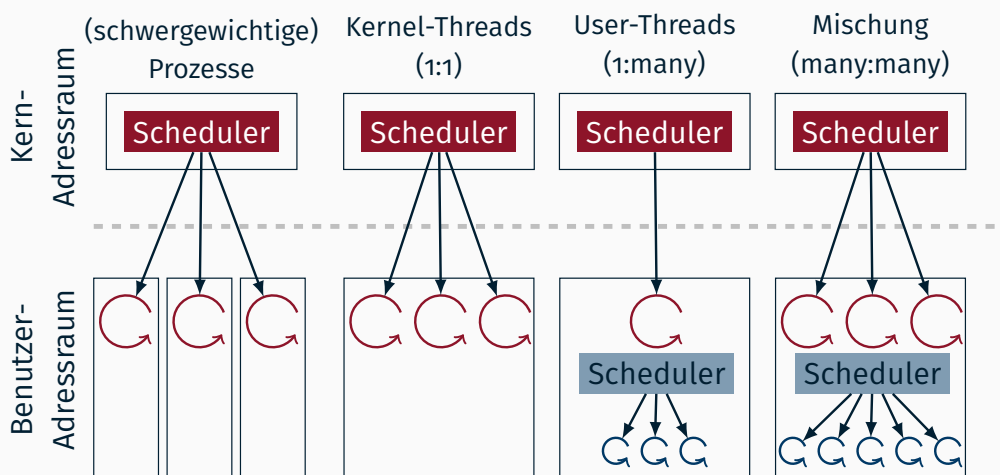 (schwergewichtige)
Prozesse
Kernel-Threads
(1:1)
User-Threads
(1:many)
Mischung
(many:many)
Kern-
Adressraum
Scheduler
Scheduler
Scheduler
Scheduler
Benutzer-
Adressraum
Scheduler
Scheduler